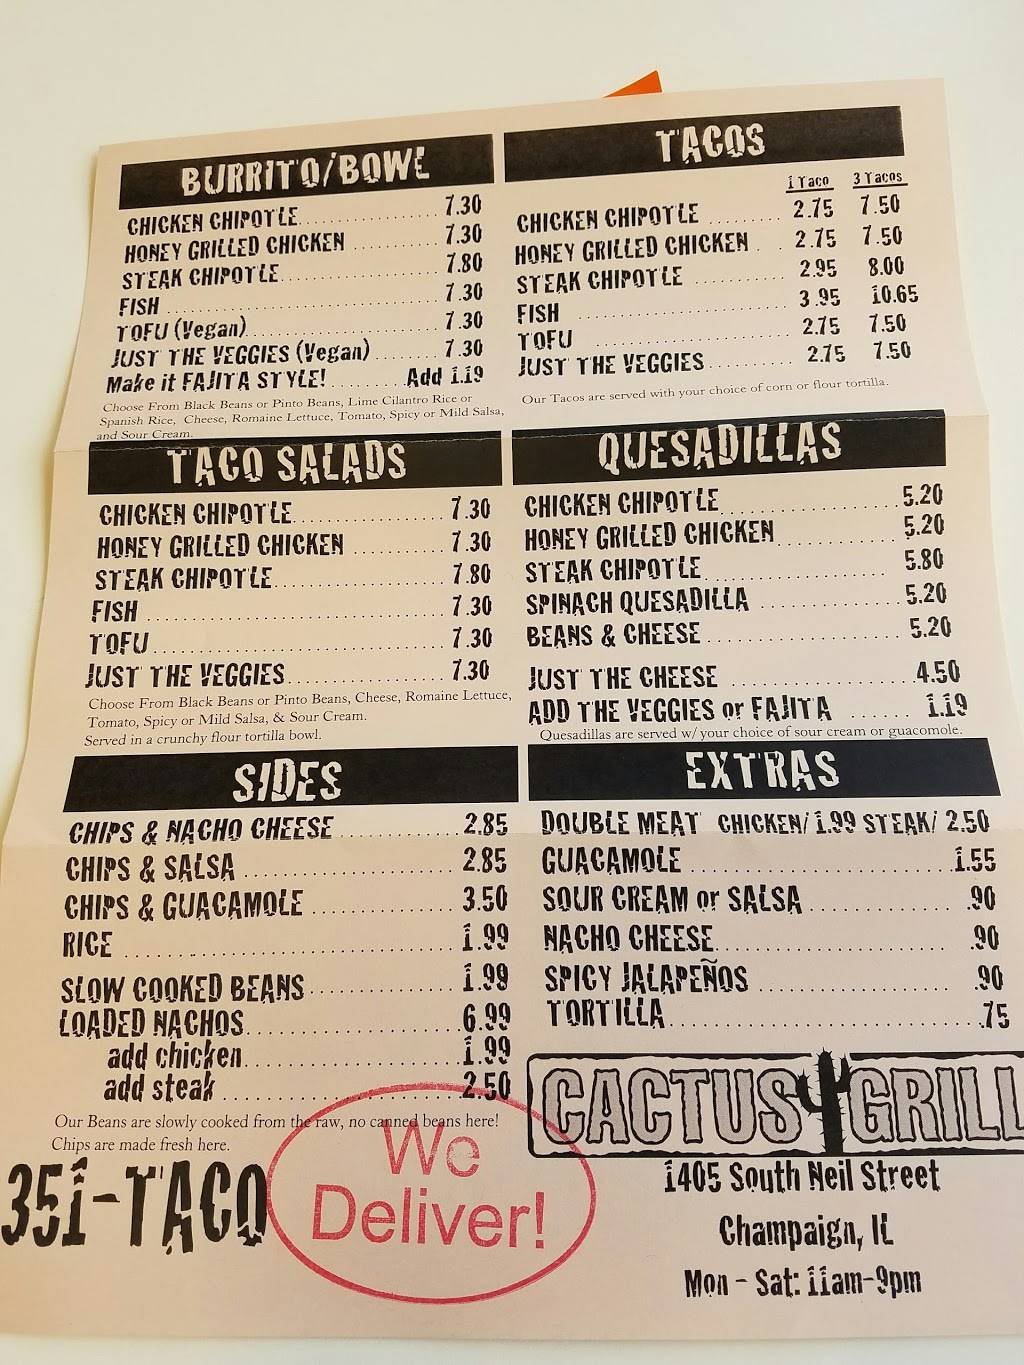 BURRITO/BOWL
CHICKEN CHIPOTLE 7.30
HONEY GRILLED CHICKEN 7.30
STEAK CHIPOTLE 7.80
FISH 7.30
TOFU (Vegan) 7.30
JUST THE VEGGIES (Vegan) 7.30
Make it FAJITA STYLE! Add 1.19
Choose From Black Beans or Pinto Beans, Lime Cilantro Rice or
Spanish Rice, Cheese, Romaine Lettuce, Tomato, Spicy or Mild Salsa,
and Sour Cream.
TACOS
1 Taco 3 Tacos
CHICKEN CHIPOTLE 2.75 7.50
HONEY GRILLED CHICKEN 2.75 7.50
STEAK CHIPOTLE 2.95 8.00
FISH 3.95 10.65
TOFU 2.75 7.50
JUST THE VEGGIES 2.75 7.50
Our Tacos are served with your choice of corn or flour tortilla.
TACO SALADS
CHICKEN CHIPOTLE 7.30
HONEY GRILLED CHICKEN 7.30
STEAK CHIPOTLE 7.80
FISH 7.30
TOFU 7.30
JUST THE VEGGIES 7.30
Choose From Black Beans or Pinto Beans, Cheese, Romaine Lettuce,
Tomato, Spicy or Mild Salsa, & Sour Cream.
Served in a crunchy flour tortilla bowl.
QUESADILLAS
CHICKEN CHIPOTLE 5.20
HONEY GRILLED CHICKEN 5.20
STEAK CHIPOTLE 5.80
SPINACH QUESADILLA 5.20
BEANS & CHEESE 5.20
JUST THE CHEESE 4.50
ADD THE VEGGIES or FAJITA 1.19
Quesadillas are served w/ your choice of sour cream or guacomole.
SIDES
CHIPS & NACHO CHEESE 2.85
CHIPS & SALSA 2.85
CHIPS & GUACAMOLE 3.50
RICE 1.99
SLOW COOKED BEANS 1.99
LOADED NACHOS 6.99
add chicken 1.99
add steak 2.50
Our Beans are slowly cooked from the raw, no canned beans here!
Chips are made fresh here.
351-TACO
We
Deliver!
EXTRAS
DOUBLE MEAT CHICKEN/1.99 STEAK/2.50
GUACAMOLE 1.55
SOUR CREAM or SALSA .90
NACHO CHEESE .90
SPICY JALAPEÑOS .90
TORTILLA .75
CACTUS GRILL
1405 South Neil Street
Champaign, IL
Mon - Sat: 11am-9pm